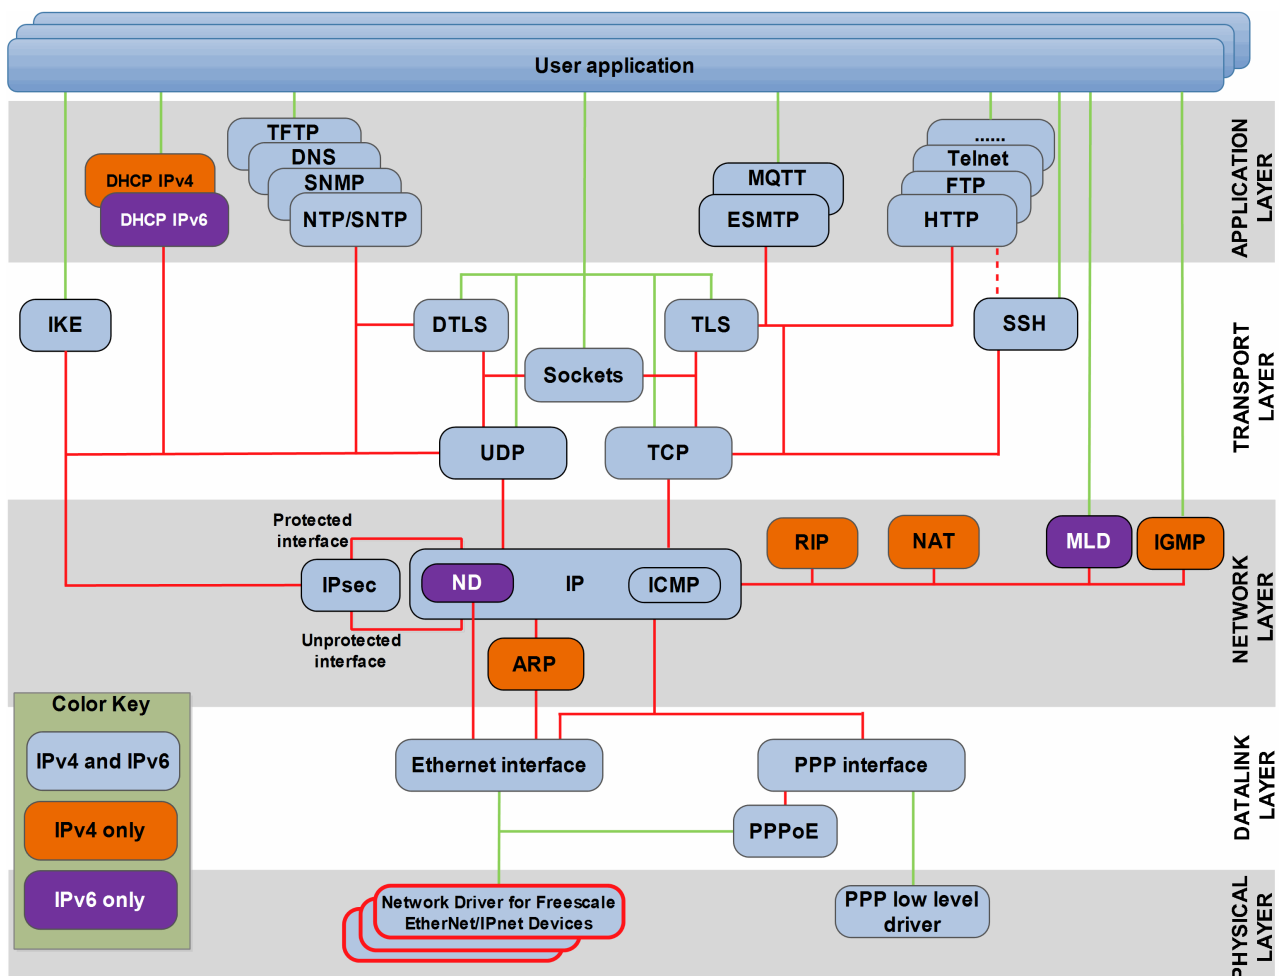 User application
APPLICATION
LAYER
TFTP
DNS
SNMP
NTP/SNTP
DHCP IPv4
DHCP IPv6
MQTT
ESMTP
......
Telnet
FTP
HTTP
TRANSPORT
LAYER
IKE
DTLS
TLS
SSH
Sockets
UDP
TCP
NETWORK
LAYER
Protected
interface
IPsec
Unprotected
interface
ND
IP
ICMP
RIP
NAT
MLD
IGMP
ARP
DATALINK
LAYER
Ethernet interface
PPP interface
PPPoE
PHYSICAL
LAYER
Network Driver for Freescale
EtherNet/IPnet Devices
PPP low level
driver
Color Key
IPv4 and IPv6
IPv4 only
IPv6 only